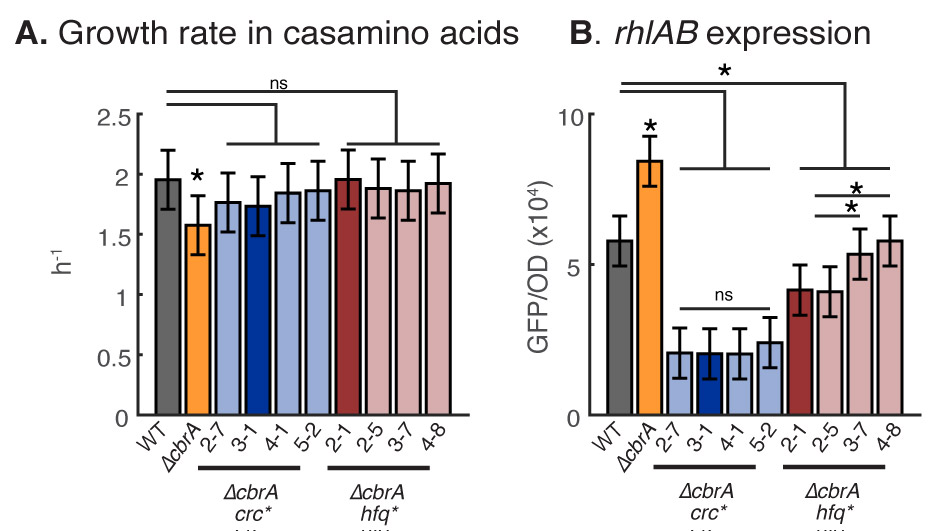 A. Growth rate in casamino acids
ns
2.5
2
1.5
1
0.5
0
h-1
*
WT
ΔcbrA
2-7
3-1
4-1
5-2
2-1
2-5
3-7
4-8
ΔcbrA
crc*
ΔcbrA
hfq*
B. rhlAB expression
*
10
5
0
GFP/OD (x10⁴)
*
*
*
ns
WT
ΔcbrA
2-7
3-1
4-1
5-2
2-1
2-5
3-7
4-8
ΔcbrA
crc*
ΔcbrA
hfq*